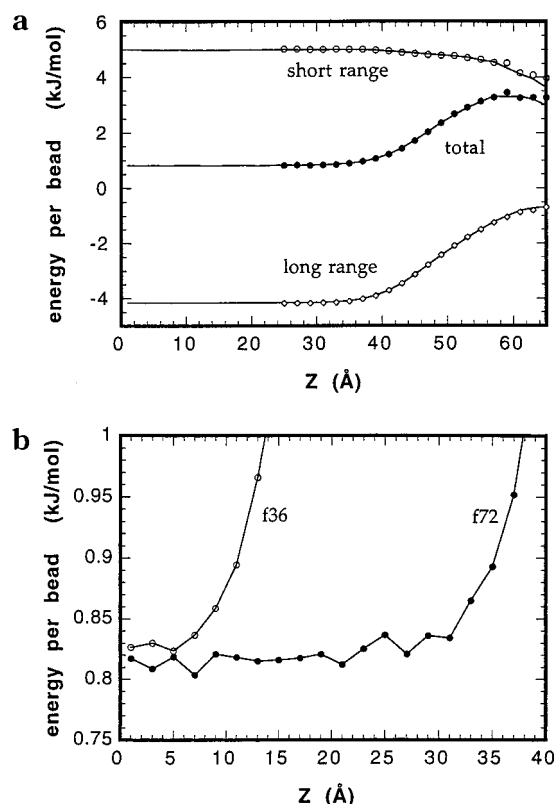 a
energy per bead (kJ/mol)
6
4
2
0
-2
-4
short range
total
long range
0 10 20 30 40 50 60
Z (Å)
b
energy per bead (kJ/mol)
1
0.95
0.9
0.85
0.8
0.75
f36
f72
0 5 10 15 20 25 30 35 40
Z (Å)